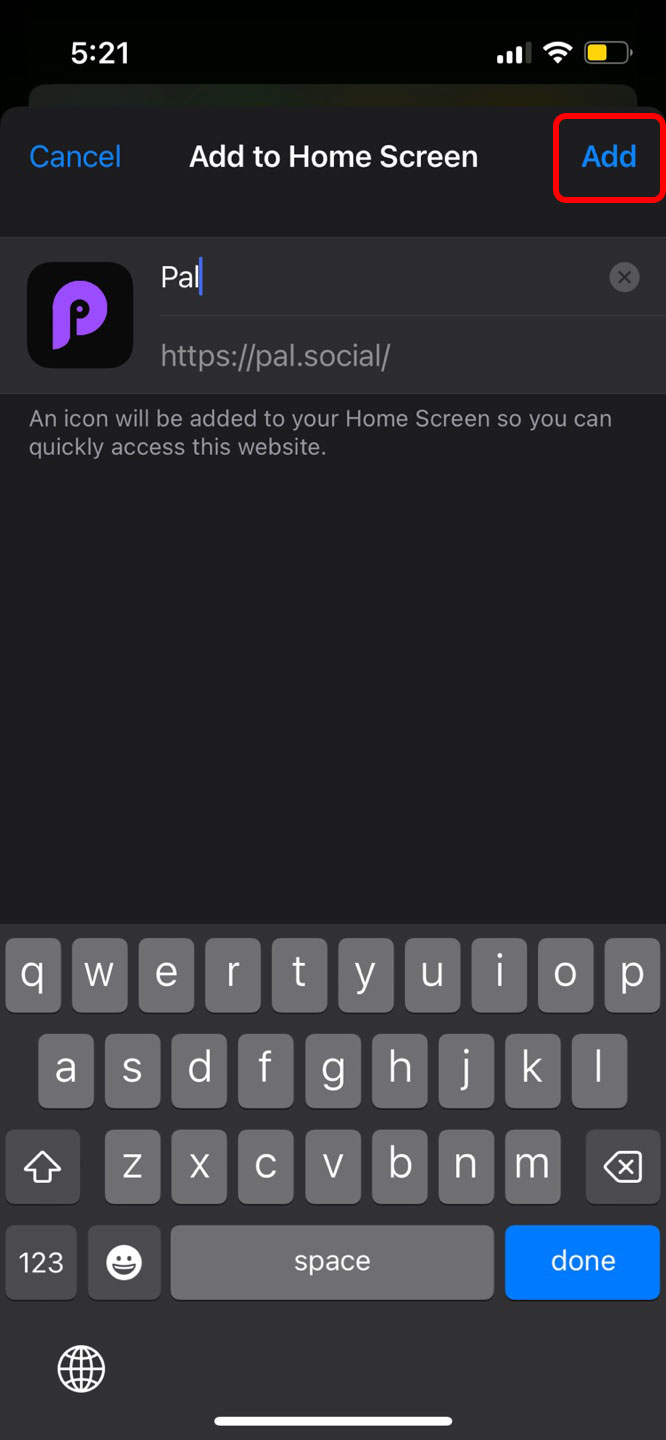 5:21
Cancel Add to Home Screen Add
Pal
https://pal.social/
An icon will be added to your Home Screen so you can
quickly access this website.
q w e r t y u i o p
a s d f g h j k l
z x c v b n m
123 space done